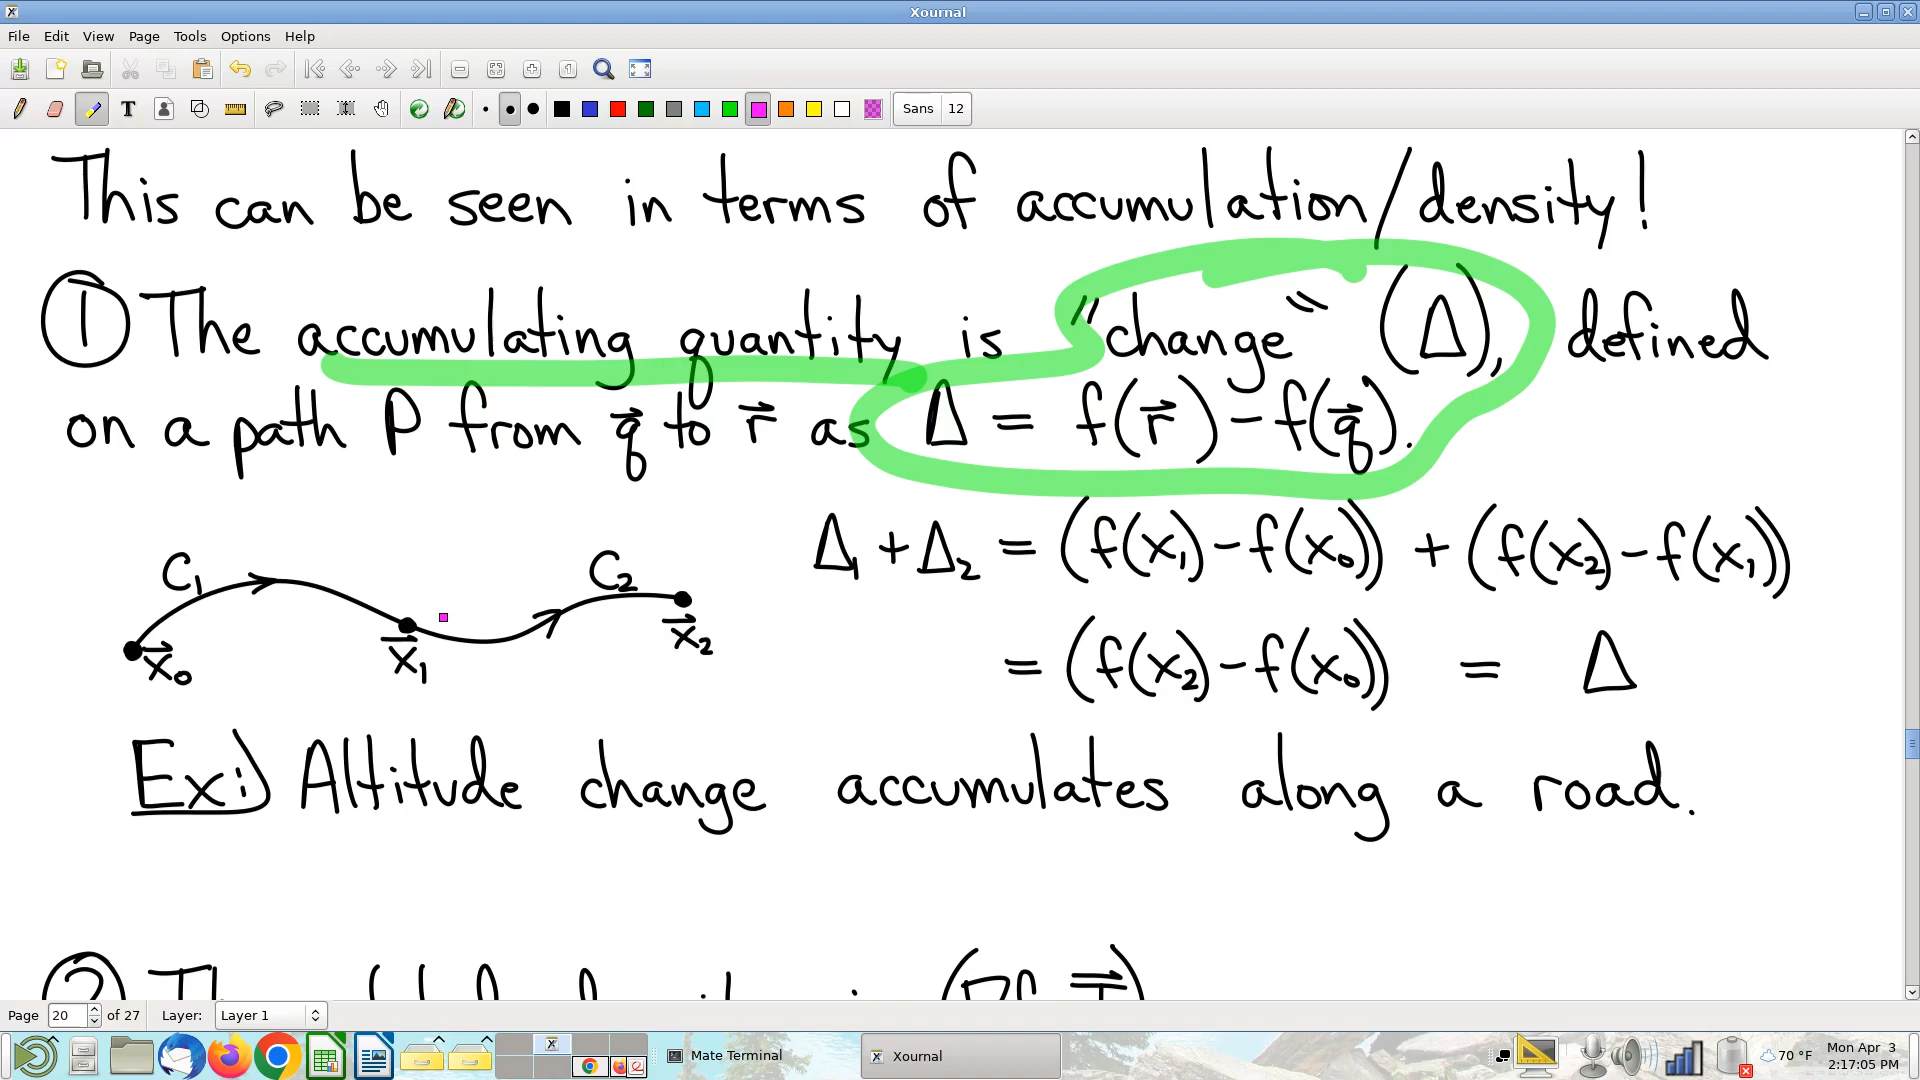 Xournal
File Edit View Page Tools Options Help
Sans 12
This can be seen in terms of accumulation/density!
① The accumulating quantity is "change" (Δ), defined
on a path P from q⃗ to r⃗ as Δ = f(r⃗) - f(q⃗).
Δ₁ + Δ₂ = (f(x₁) - f(x₀)) + (f(x₂) - f(x₁))
C₁ C₂
x⃗₀ x⃗₁ x⃗₂
= (f(x₂) - f(x₀)) = Δ
Ex:) Altitude change accumulates along a road.
Page 20 of 27 Layer: Layer 1
Mate Terminal Xournal 70 °F Mon Apr 3
2:17:05 PM